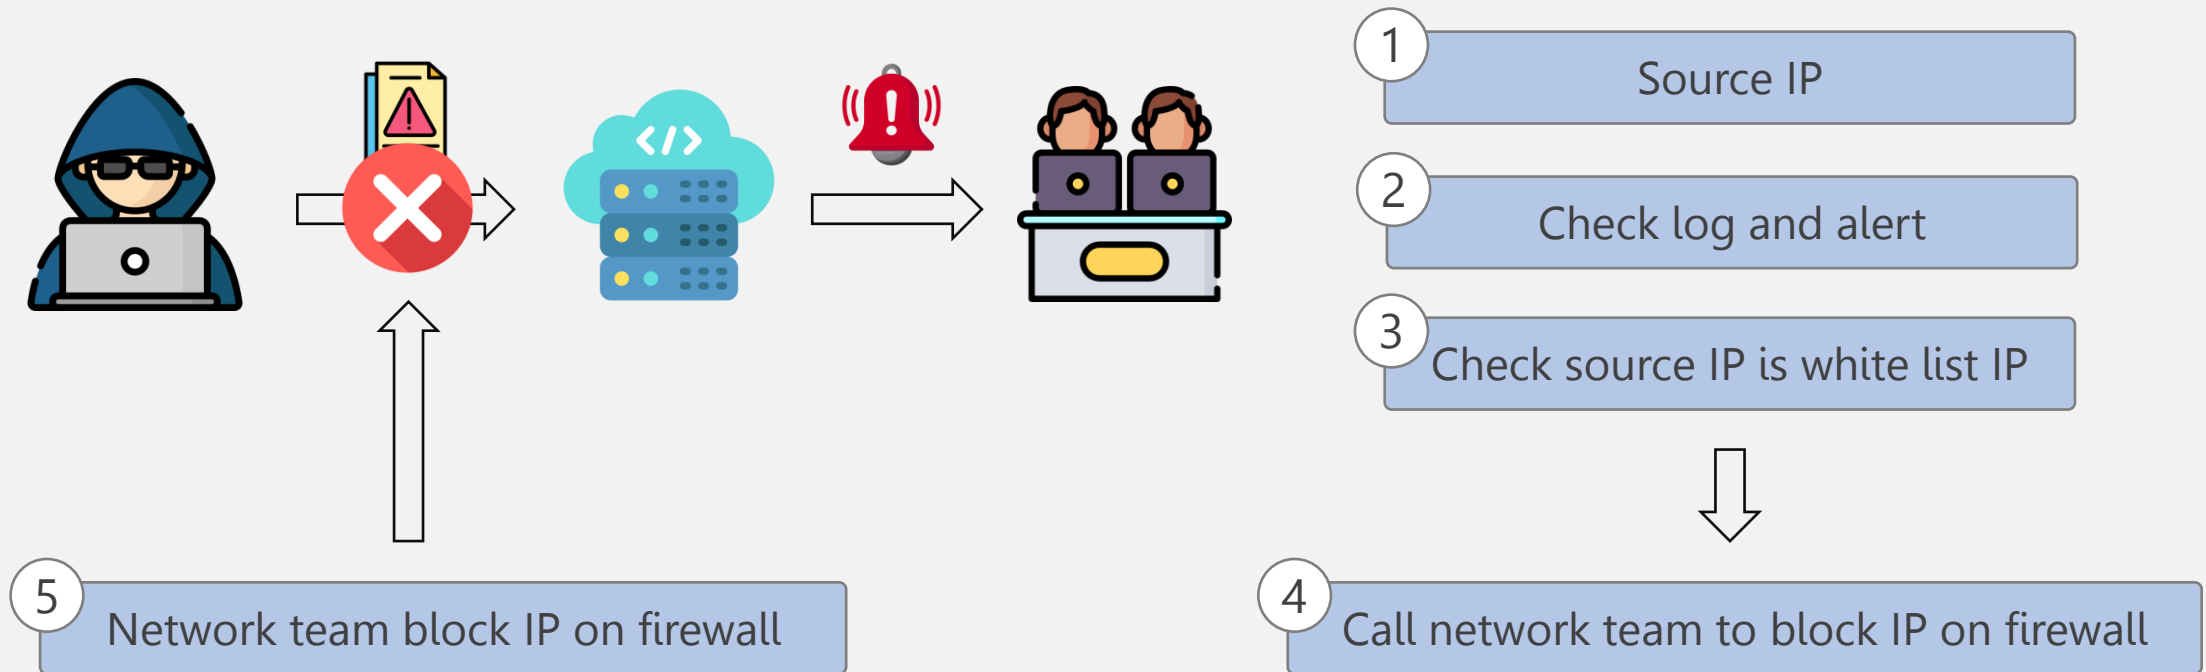 1
Source IP
2
Check log and alert
3
Check source IP is white list IP
4
Call network team to block IP on firewall
5
Network team block IP on firewall